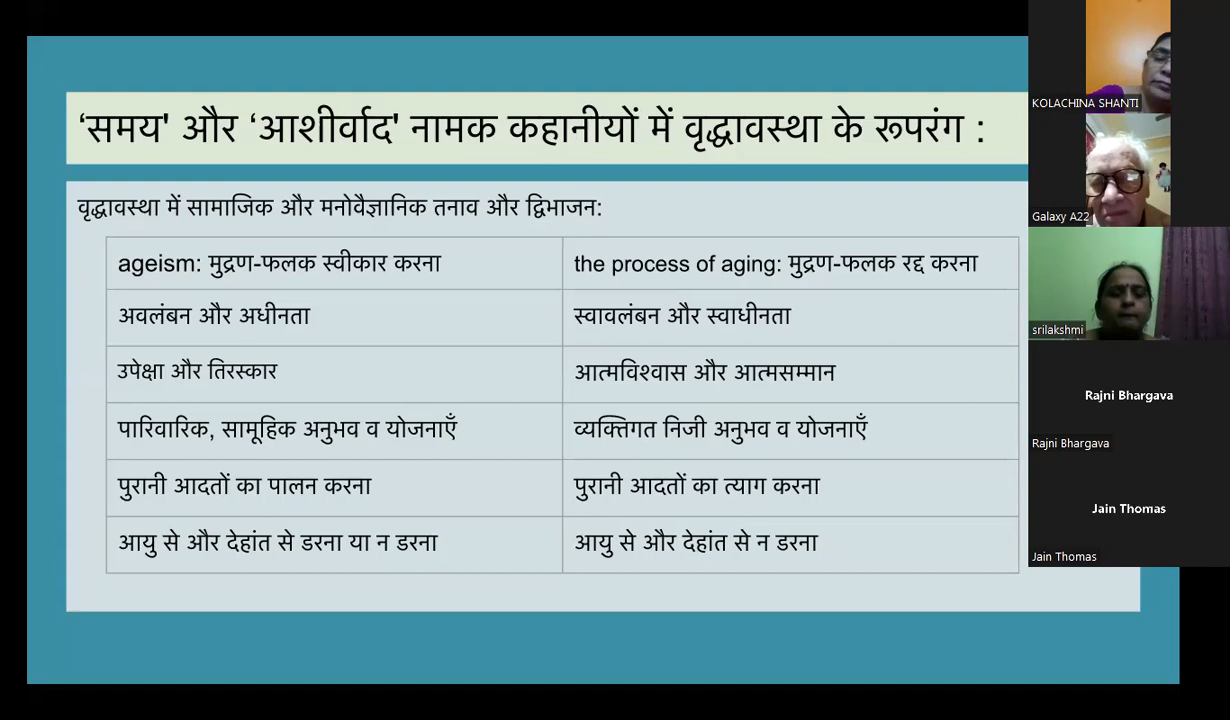 ‘समय' और ‘आशीर्वाद' नामक कहानीयों में वृद्धावस्था के रूपरंग :
वृद्धावस्था में सामाजिक और मनोवैज्ञानिक तनाव और द्विभाजन:
ageism: मुद्रण-फलक स्वीकार करना
the process of aging: मुद्रण-फलक रद्द करना
अवलंबन और अधीनता
स्वावलंबन और स्वाधीनता
उपेक्षा और तिरस्कार
आत्मविश्वास और आत्मसम्मान
पारिवारिक, सामूहिक अनुभव व योजनाएँ
व्यक्तिगत निजी अनुभव व योजनाएँ
पुरानी आदतों का पालन करना
पुरानी आदतों का त्याग करना
आयु से और देहांत से डरना या न डरना
आयु से और देहांत से न डरना
KOLACHINA SHANTI
Galaxy A22
srilakshmi
Rajni Bhargava
Rajni Bhargava
Jain Thomas
Jain Thomas